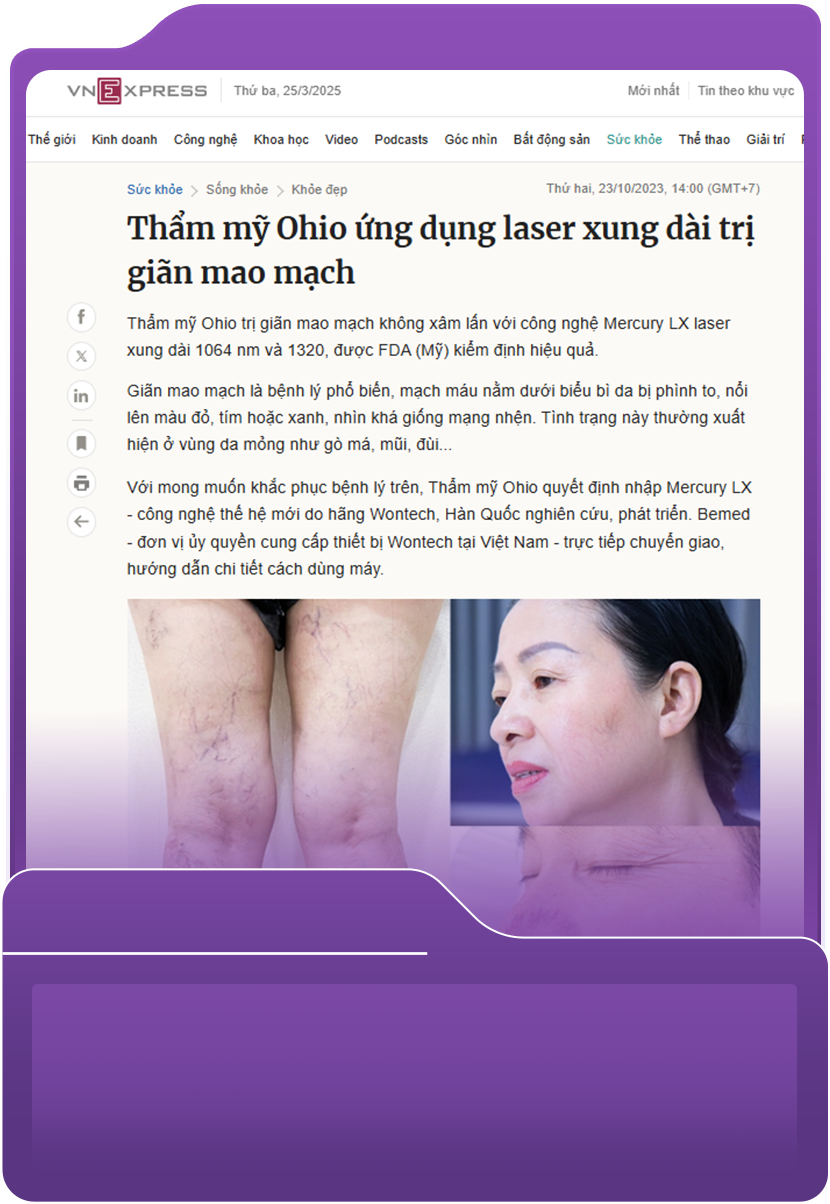 VNEXPRESS
Thứ ba, 25/3/2025
Mới nhất
Tin theo khu vực
Thế giới Kinh doanh Công nghệ Khoa học Video Podcasts Góc nhìn Bất động sản Sức khỏe Thể thao Giải trí
Sức khỏe > Sống khỏe > Khỏe đẹp
Thứ hai, 23/10/2023, 14:00 (GMT+7)
Thẩm mỹ Ohio ứng dụng laser xung dài trị
giãn mao mạch
Thẩm mỹ Ohio trị giãn mao mạch không xâm lấn với công nghệ Mercury LX laser
xung dài 1064 nm và 1320, được FDA (Mỹ) kiểm định hiệu quả.
Giãn mao mạch là bệnh lý phổ biến, mạch máu nằm dưới biểu bì da bị phình to, nổi
lên màu đỏ, tím hoặc xanh, nhìn khá giống mạng nhện. Tình trạng này thường xuất
hiện ở vùng da mỏng như gò má, mũi, đùi...
Với mong muốn khắc phục bệnh lý trên, Thẩm mỹ Ohio quyết định nhập Mercury LX
- công nghệ thế hệ mới do hãng Wontech, Hàn Quốc nghiên cứu, phát triển. Bemed
- đơn vị ủy quyền cung cấp thiết bị Wontech tại Việt Nam - trực tiếp chuyển giao,
hướng dẫn chi tiết cách dùng máy.